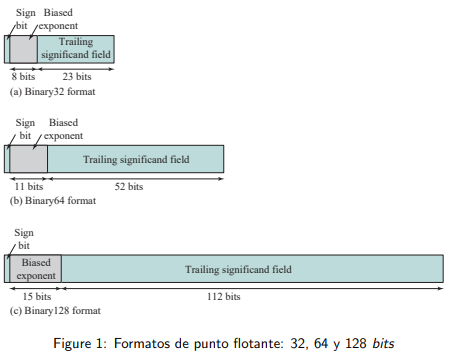 Sign Biased
bit exponent
Trailing
significand field
8 bits 23 bits
(a) Binary32 format
Sign Biased
bit exponent
Trailing significand field
11 bits 52 bits
(b) Binary64 format
Sign
bit
Biased
exponent
Trailing significand field
15 bits 112 bits
(c) Binary128 format
Figure 1: Formatos de punto flotante: 32, 64 y 128 bits